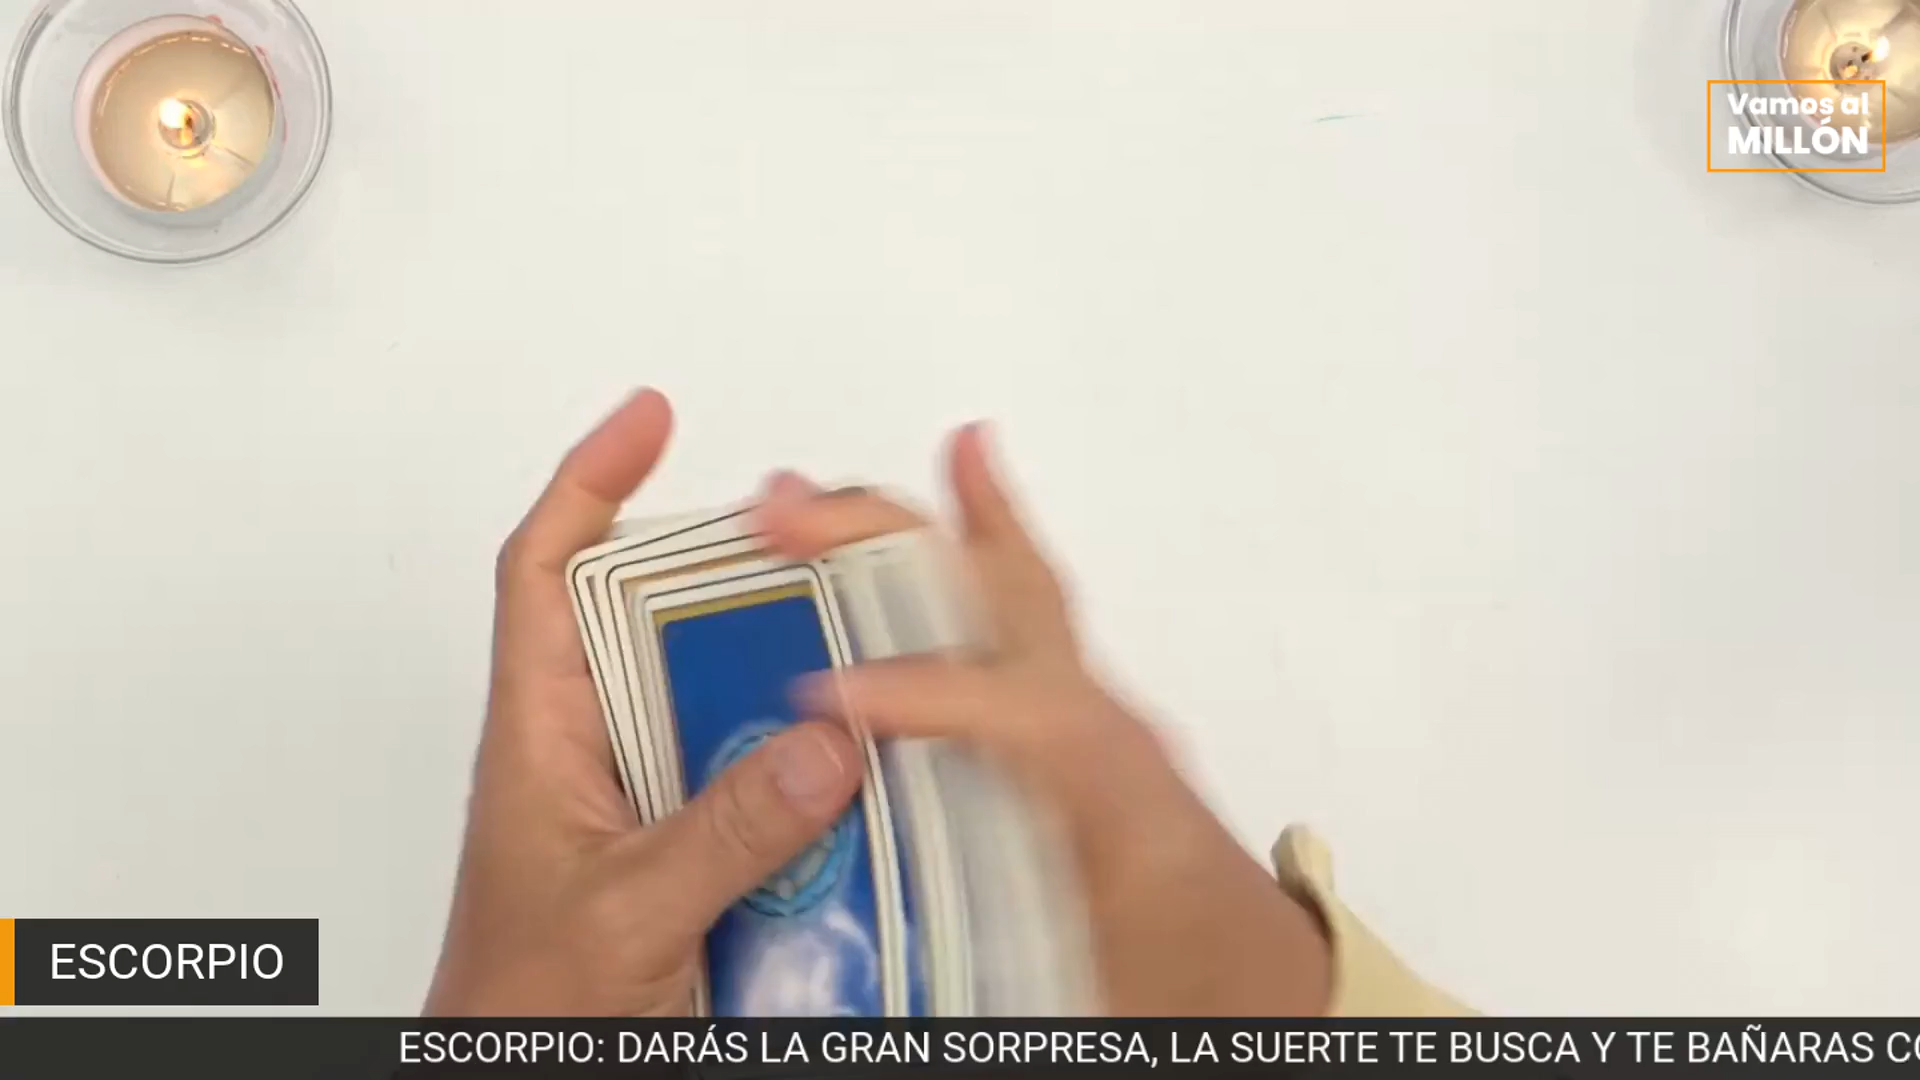 Vamos al
MILLÓN
ESCORPIO
ESCORPIO: DARÁS LA GRAN SORPRESA, LA SUERTE TE BUSCA Y TE BAÑARAS